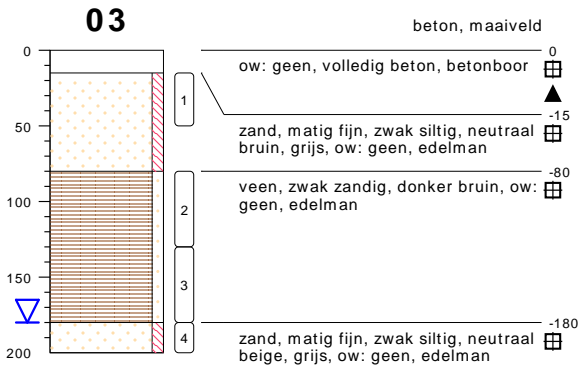 03
beton, maaiveld
0
0
ow: geen, volledig beton, betonboor
1
-15
50
zand, matig fijn, zwak siltig, neutraal
bruin, grijs, ow: geen, edelman
-80
veen, zwak zandig, donker bruin, ow:
geen, edelman
100
2
150
3
-180
zand, matig fijn, zwak siltig, neutraal
beige, grijs, ow: geen, edelman
4
200